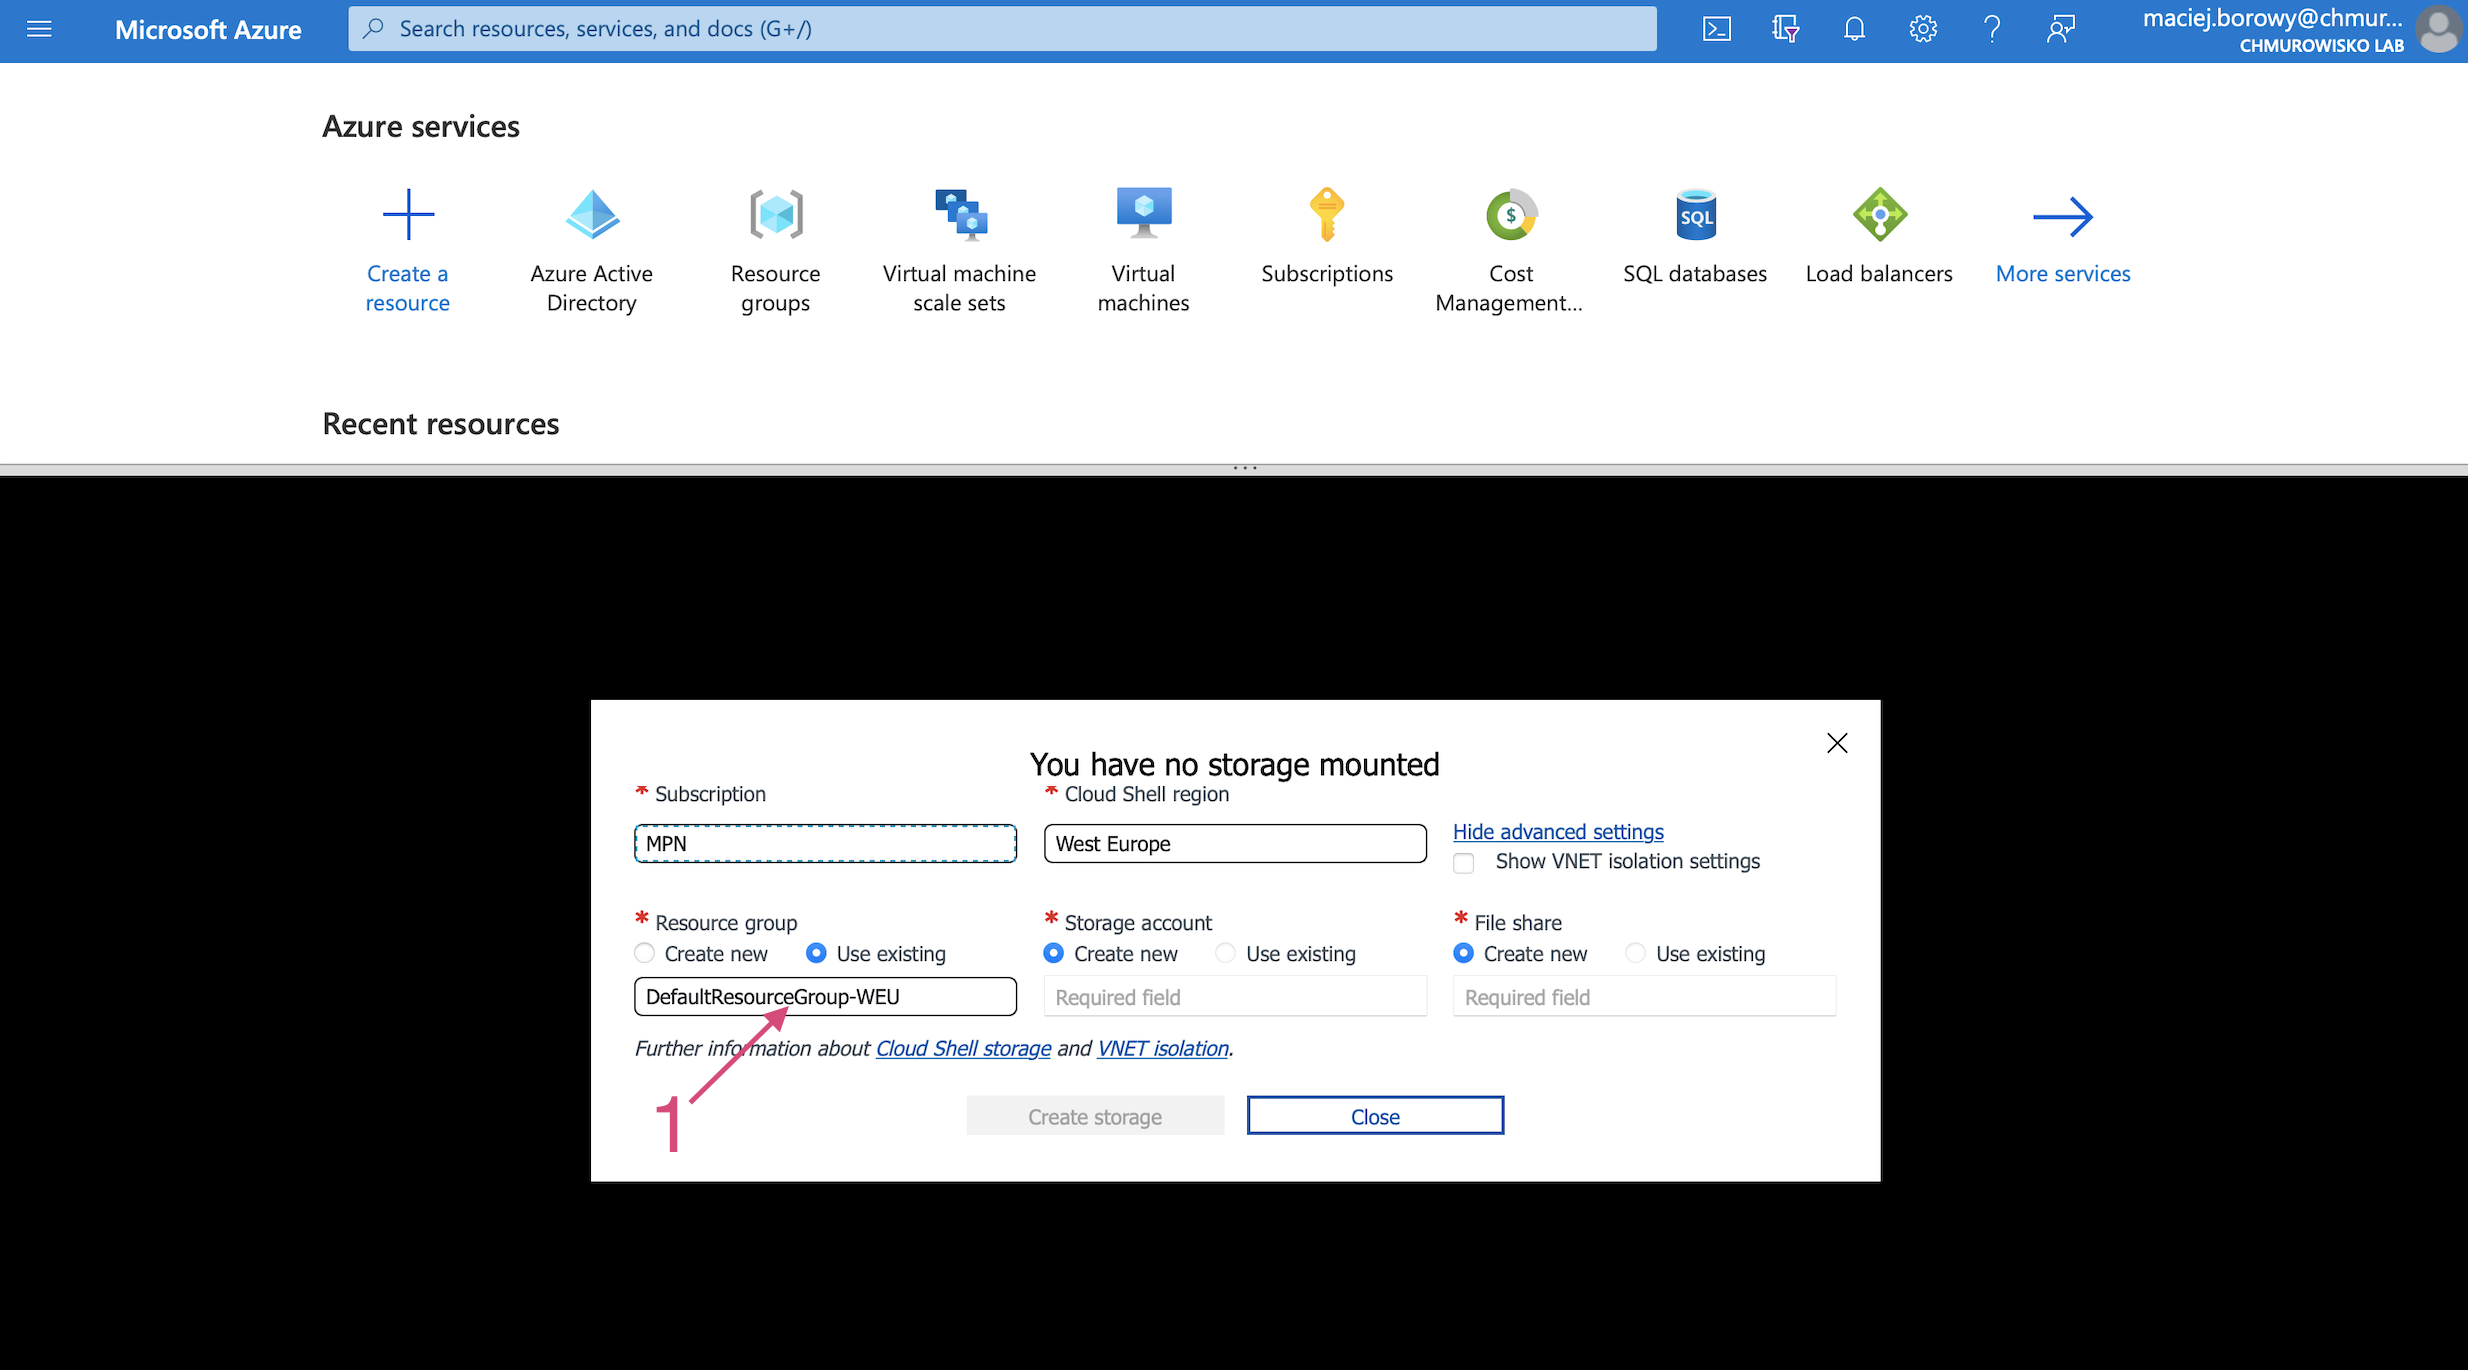 Microsoft Azure
Search resources, services, and docs (G+/)
maciej.borowy@chmur...
CHMUROWISKO LAB
Azure services
Create a
resource
Azure Active
Directory
Resource
groups
Virtual machine
scale sets
Virtual
machines
Subscriptions
$
Cost
Management...
SQL
SQL databases
Load balancers
More services
Recent resources
You have no storage mounted
* Subscription
MPN
* Cloud Shell region
West Europe
Hide advanced settings
Show VNET isolation settings
* Resource group
Create new
Use existing
DefaultResourceGroup-WEU
* Storage account
Create new
Use existing
Required field
* File share
Create new
Use existing
Required field
Further information about Cloud Shell storage and VNET isolation.
1
Create storage
Close